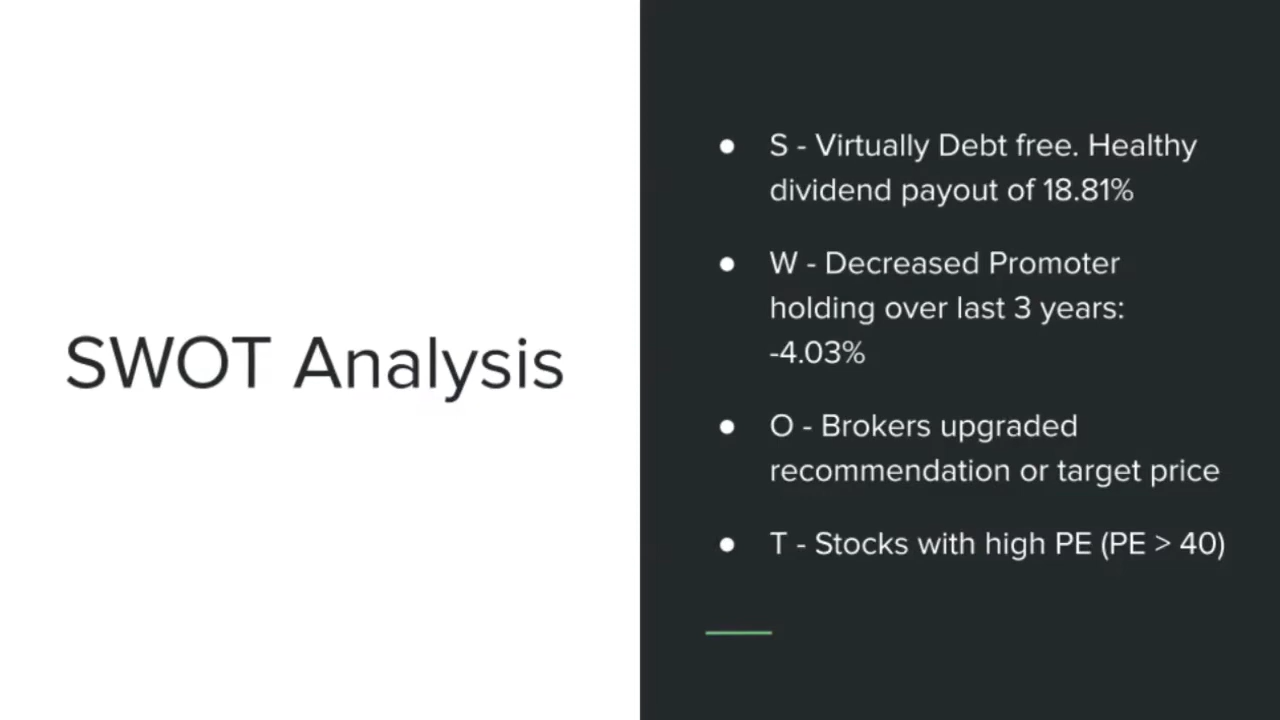 SWOT Analysis
● S - Virtually Debt free. Healthy
dividend payout of 18.81%
● W - Decreased Promoter
holding over last 3 years:
-4.03%
● O - Brokers upgraded
recommendation or target price
● T - Stocks with high PE (PE > 40)